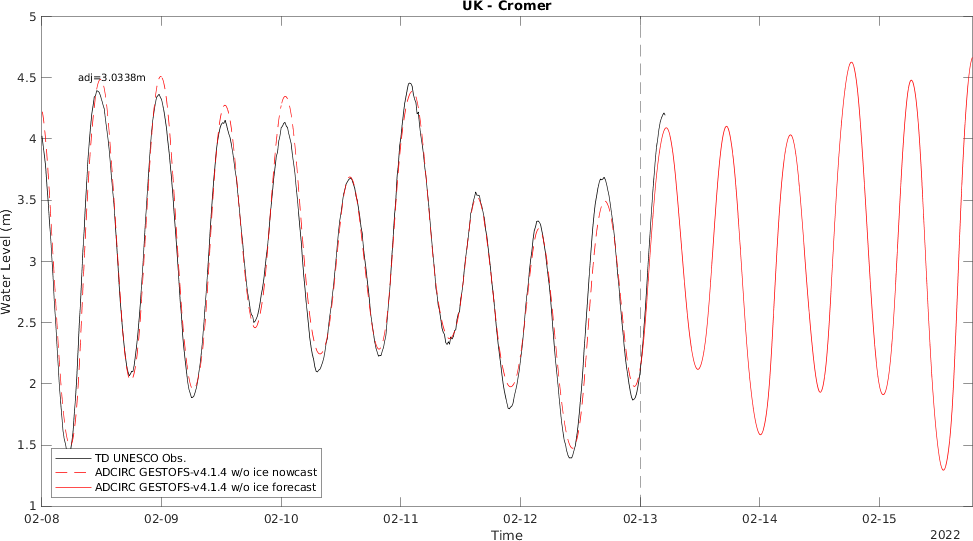 UK - Cromer
5
4.5
4
3.5
3
2.5
2
1.5
1
Water Level (m)
adj=3.0338m
TD UNESCO Obs.
ADCIRC GESTOFS-v4.1.4 w/o ice nowcast
ADCIRC GESTOFS-v4.1.4 w/o ice forecast
02-08 02-09 02-10 02-11 02-12 02-13 02-14 02-15
Time
2022